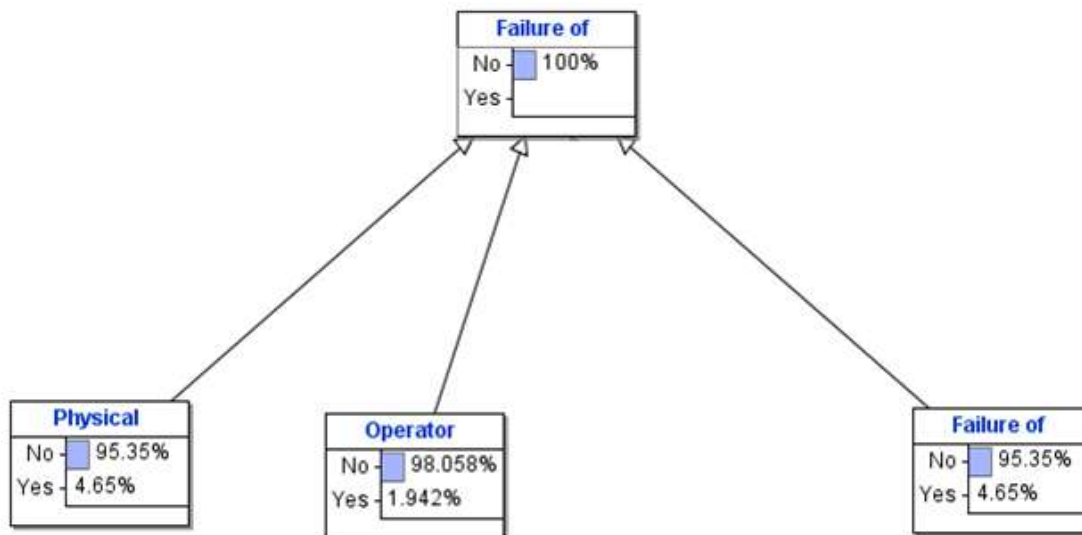 Failure of
No 100%
Yes
Physical
No 95.35%
Yes 4.65%
Operator
No 98.058%
Yes 1.942%
Failure of
No 95.35%
Yes 4.65%